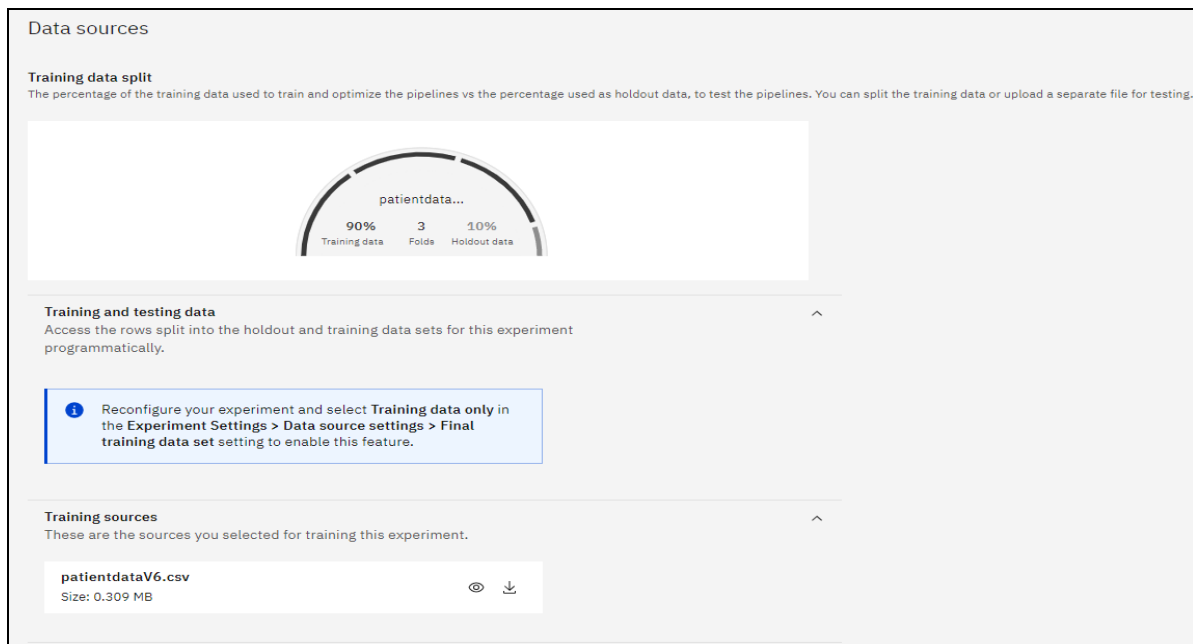 Data sources
Training data split
The percentage of the training data used to train and optimize the pipelines vs the percentage used as holdout data, to test the pipelines. You can split the training data or upload a separate file for testing.
patientdata...
90% 3 10%
Training data Folds Holdout data
Training and testing data
Access the rows split into the holdout and training data sets for this experiment
programmatically.
Reconfigure your experiment and select Training data only in
the Experiment Settings > Data source settings > Final
training data set setting to enable this feature.
Training sources
These are the sources you selected for training this experiment.
patientdataV6.csv
Size: 0.309 MB